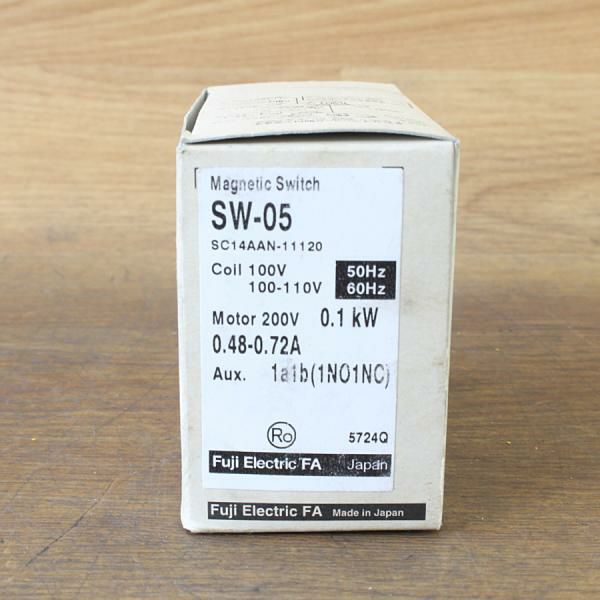 Magnetic Switch
SW-05
SC14AAN-11120
Coil 100V 50Hz
100-110V 60Hz
Motor 200V 0.1 kW
0.48-0.72A
Aux. 1a1b(1NO1NC)
Ro 5724Q
Fuji Electric FA Japan
Fuji Electric FA Made in Japan